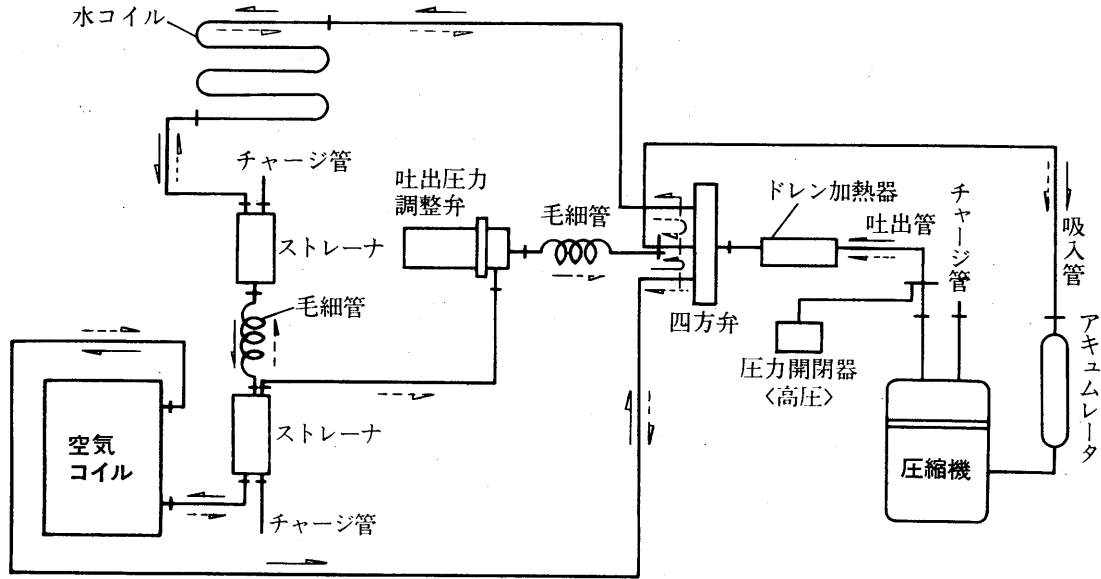 水コイル
チャージ管
ストレーナ
毛細管
ストレーナ
チャージ管
空気
コイル
吐出圧力
調整弁
毛細管
四方弁
ドレン加熱器
吐出管
チャージ管
吸入管
圧力開閉器
〈高圧〉
圧縮機
アキュムレータ